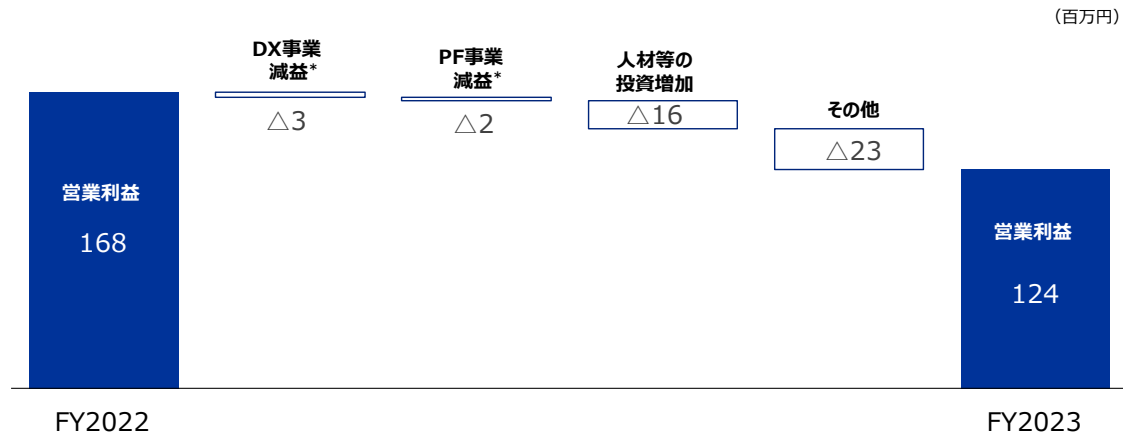 （百万円）
DX事業
減益*
△3
PF事業
減益*
△2
人材等の
投資増加
△16
その他
△23
営業利益
168
営業利益
124
FY2022
FY2023